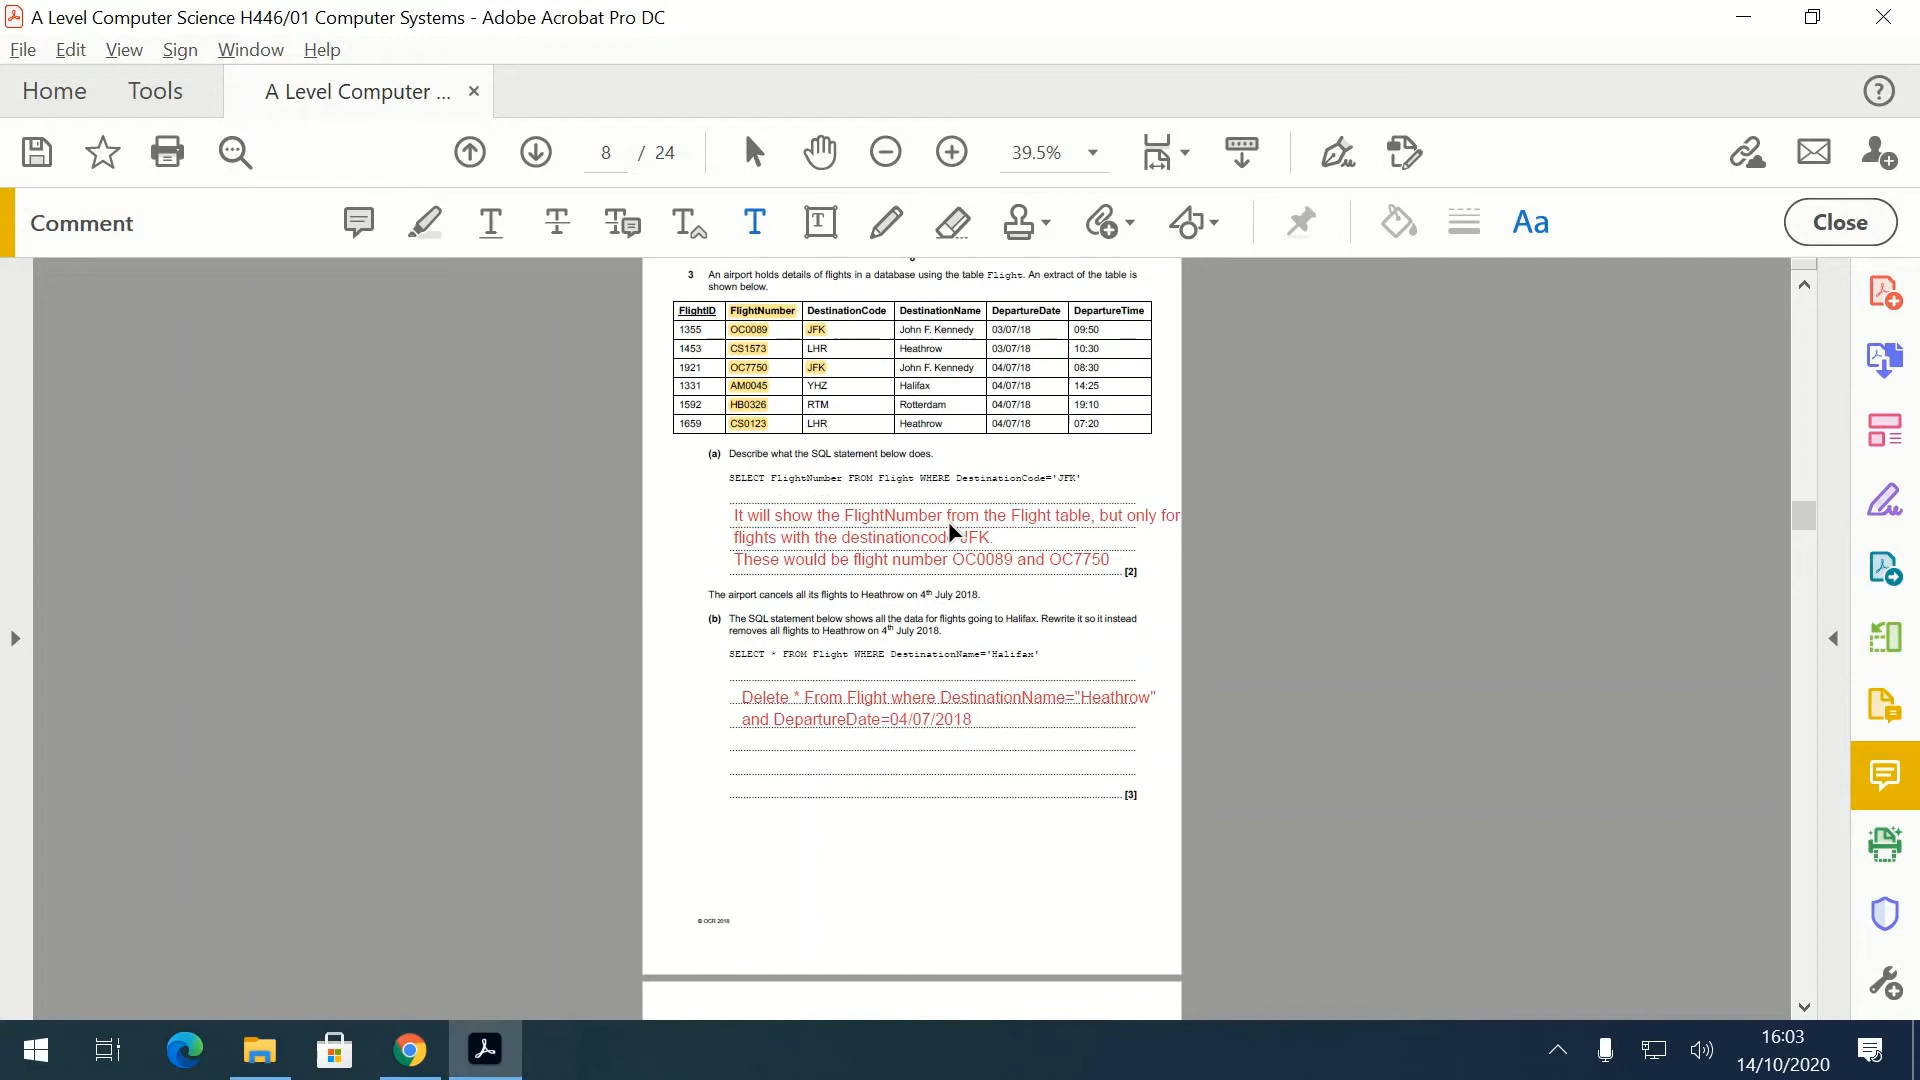 A Level Computer Science H446/01 Computer Systems - Adobe Acrobat Pro DC
File Edit View Sign Window Help
Home Tools A Level Computer ... ×
8 / 24 39.5%
Comment Aa Close
3 An airport holds details of flights in a database using the table Flight. An extract of the table is
shown below.
FlightID FlightNumber DestinationCode DestinationName DepartureDate DepartureTime
1355 OC0089 JFK John F. Kennedy 03/07/18 09:50
1453 CS1573 LHR Heathrow 03/07/18 10:30
1921 OC7750 JFK John F. Kennedy 04/07/18 08:30
1331 AM0045 YHZ Halifax 04/07/18 14:25
1592 HB0326 RTM Rotterdam 04/07/18 19:10
1659 CS0123 LHR Heathrow 04/07/18 07:20
(a) Describe what the SQL statement below does.
SELECT FlightNumber FROM Flight WHERE DestinationCode='JFK'
It will show the FlightNumber from the Flight table, but only for
flights with the destinationcod JFK.
These would be flight number OC0089 and OC7750
[2]
The airport cancels all its flights to Heathrow on 4th July 2018.
(b) The SQL statement below shows all the data for flights going to Halifax. Rewrite it so it instead
removes all flights to Heathrow on 4th July 2018.
SELECT * FROM Flight WHERE DestinationName='Halifax'
Delete * From Flight where DestinationName="Heathrow"
and DepartureDate=04/07/2018
[3]
© OCR 2018
16:03
14/10/2020